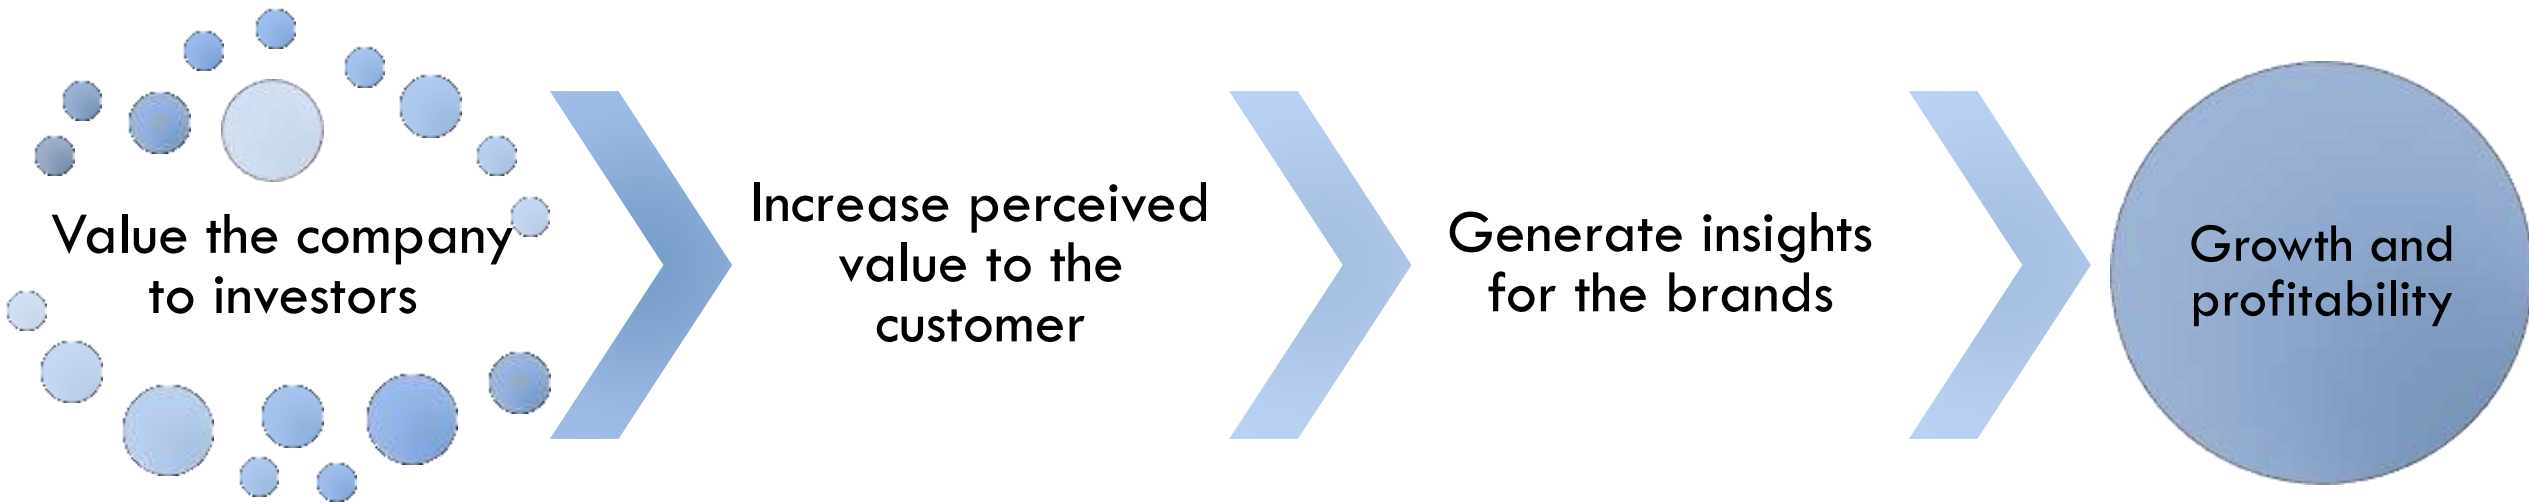 Value the company
to investors
Increase perceived
value to the
customer
Generate insights
for the brands
Growth and
profitability